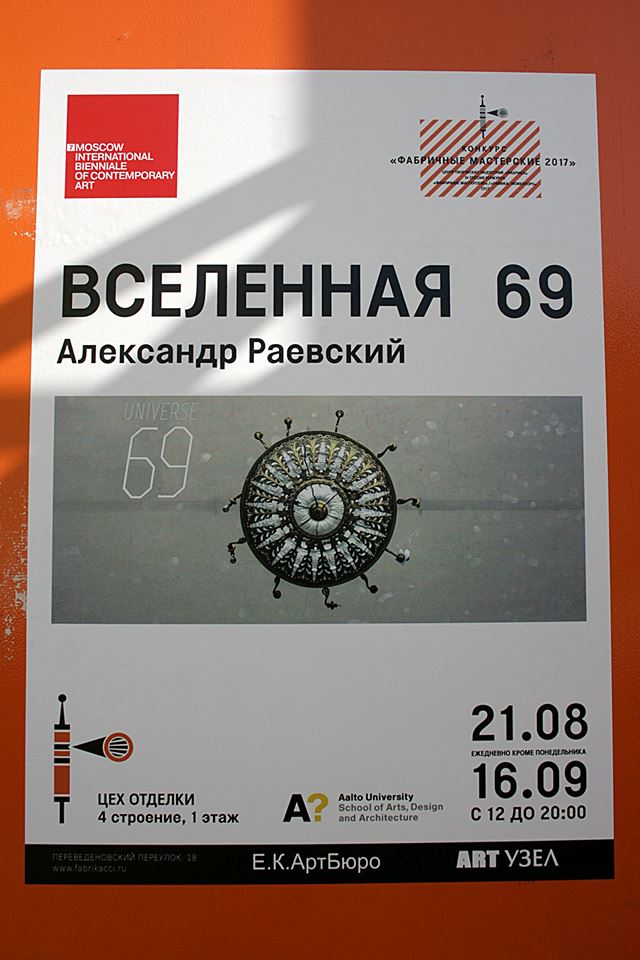 7 MOSCOW
INTERNATIONAL
BIENNALE
OF CONTEMPORARY
ART
КОНКУРС
«ФАБРИЧНЫЕ МАСТЕРСКИЕ 2017»
ВСЕЛЕННАЯ 69
Александр Раевский
UNIVERSE
69
21.08
ЕЖЕДНЕВНО КРОМЕ ПОНЕДЕЛЬНИКА
16.09
С 12 ДО 20:00
ЦЕХ ОТДЕЛКИ
4 строение, 1 этаж
A?
Aalto University
School of Arts, Design
and Architecture
ПЕРЕВЕДЕНОВСКИЙ ПЕРЕУЛОК, 18
www.fabrikacci.ru
Е.К.АртБюро
ART УЗЕЛ